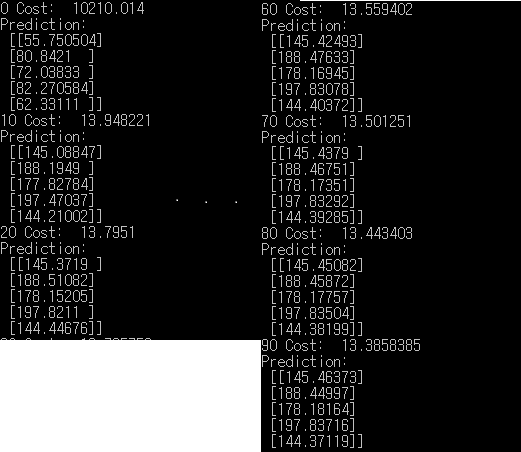 0 Cost:  10210.014
Prediction:
 [[55.750504]
 [80.8421  ]
 [72.03833 ]
 [82.270584]
 [62.33111 ]]
10 Cost:  13.948221
Prediction:
 [[145.08847]
 [188.1949 ]
 [177.82784]
 [197.47037]
 [144.21002]]
20 Cost:  13.7951
Prediction:
 [[145.3719 ]
 [188.51082]
 [178.15205]
 [197.8211 ]
 [144.44676]]
. . .
60 Cost:  13.559402
Prediction:
 [[145.42493]
 [188.47633]
 [178.16945]
 [197.83078]
 [144.40372]]
70 Cost:  13.501251
Prediction:
 [[145.4379 ]
 [188.46751]
 [178.17351]
 [197.83292]
 [144.39285]]
80 Cost:  13.443403
Prediction:
 [[145.45082]
 [188.45872]
 [178.17757]
 [197.83504]
 [144.38199]]
90 Cost:  13.3858385
Prediction:
 [[145.46373]
 [188.44997]
 [178.18164]
 [197.83716]
 [144.37119]]